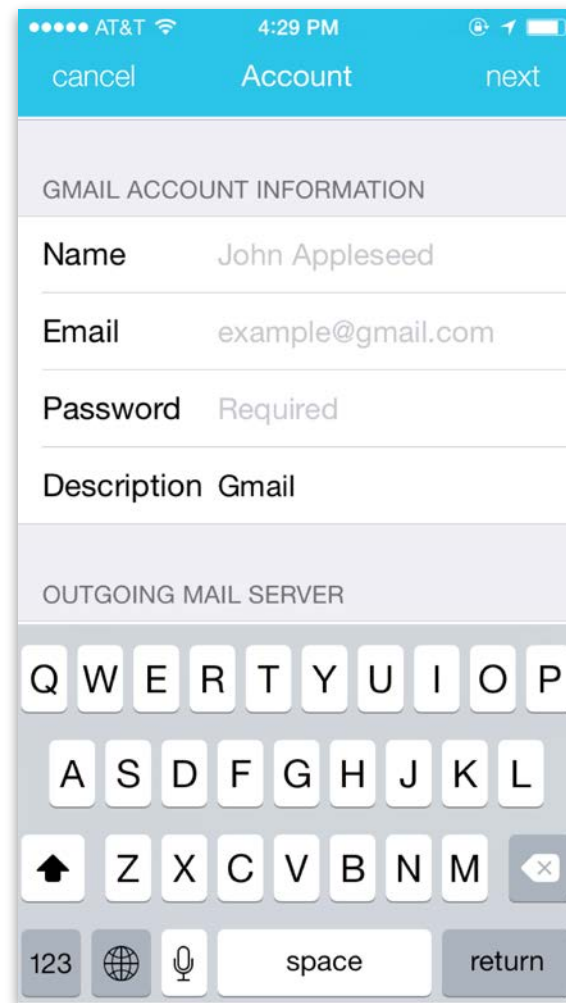 AT&T 4:29 PM
cancel Account next
GMAIL ACCOUNT INFORMATION
Name John Appleseed
Email example@gmail.com
Password Required
Description Gmail
OUTGOING MAIL SERVER
Q W E R T Y U I O P
A S D F G H J K L
Z X C V B N M
123 space return